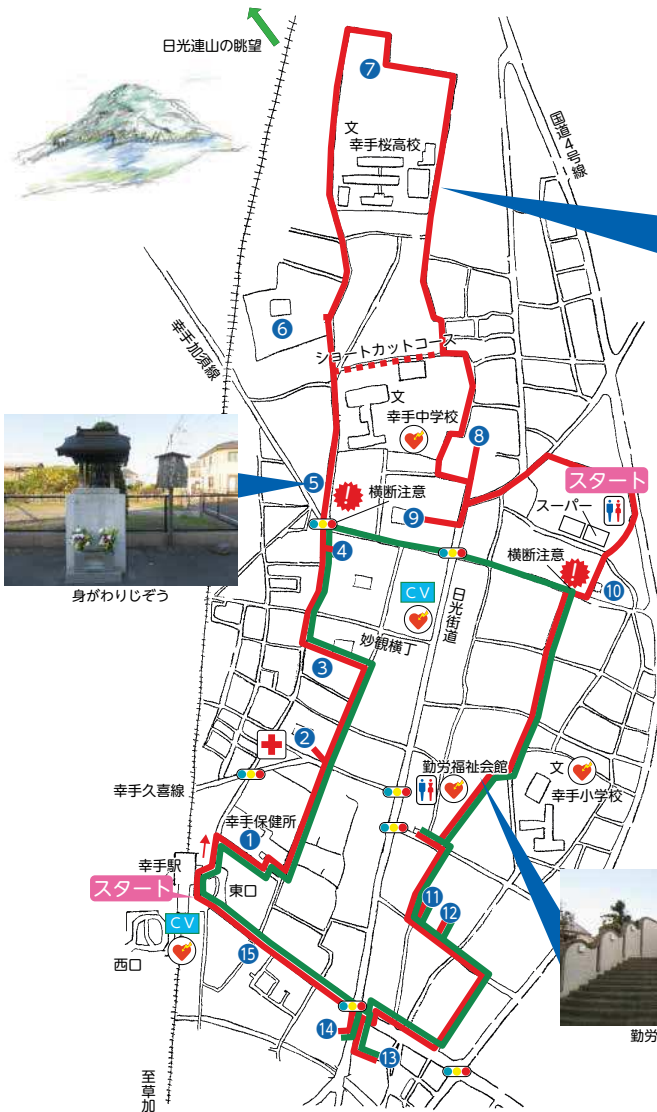 日光連山の眺望
7
文
幸手桜高校
国道4号線
幸手加須線
6
ショートカットコース
文
幸手中学校
8
5
!
横断注意
9
スタート
スーパー
身がわりじぞう
4
横断注意
!
10
CV
日光街道
妙観横丁
3
2
勤労福祉会館
文
幸手小学校
幸手久喜線
幸手保健所
1
幸手駅
スタート
東口
11
12
CV
西口
15
14
13
勤労
至草加